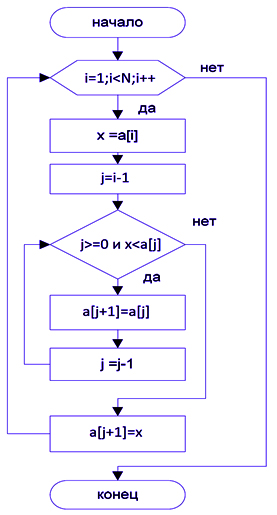 начало
i=1;i<N;i++
нет
да
x =a[i]
j=i-1
нет
j>=0 и x<a[j]
да
a[j+1]=a[j]
j =j-1
a[j+1]=x
конец